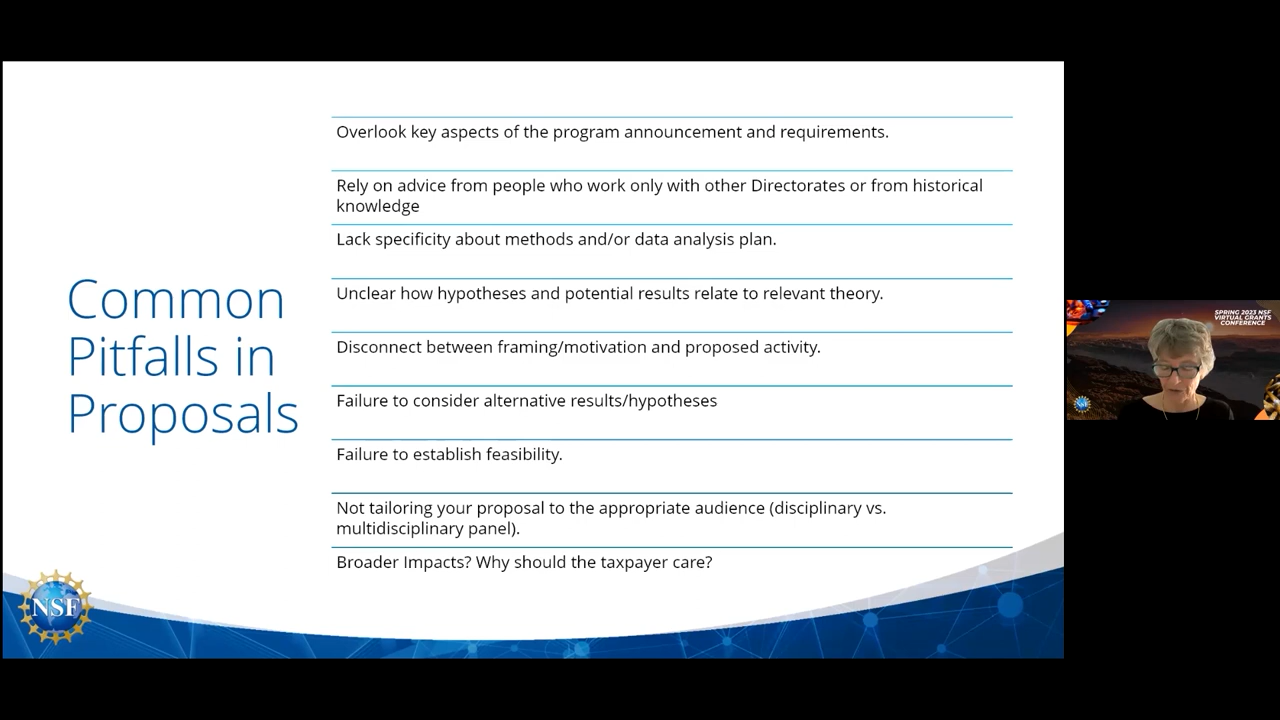 Common
Pitfalls in
Proposals
Overlook key aspects of the program announcement and requirements.
Rely on advice from people who work only with other Directorates or from historical
knowledge
Lack specificity about methods and/or data analysis plan.
Unclear how hypotheses and potential results relate to relevant theory.
Disconnect between framing/motivation and proposed activity.
Failure to consider alternative results/hypotheses
Failure to establish feasibility.
Not tailoring your proposal to the appropriate audience (disciplinary vs.
multidisciplinary panel).
Broader Impacts? Why should the taxpayer care?
NSF
SPRING 2023 NSF
VIRTUAL GRANTS
CONFERENCE